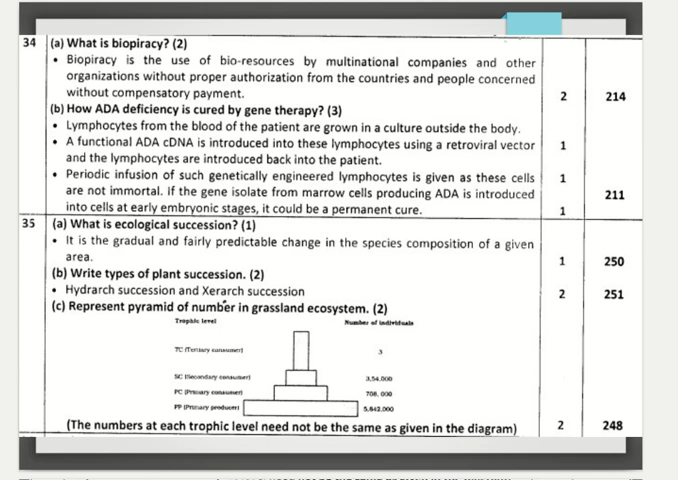 34 (a) What is biopiracy? (2)
• Biopiracy is the use of bio-resources by multinational companies and other
organizations without proper authorization from the countries and people concerned
without compensatory payment. 2 214
(b) How ADA deficiency is cured by gene therapy? (3)
• Lymphocytes from the blood of the patient are grown in a culture outside the body.
• A functional ADA cDNA is introduced into these lymphocytes using a retroviral vector 1
and the lymphocytes are introduced back into the patient.
• Periodic infusion of such genetically engineered lymphocytes is given as these cells 1
are not immortal. If the gene isolate from marrow cells producing ADA is introduced 211
into cells at early embryonic stages, it could be a permanent cure. 1
35 (a) What is ecological succession? (1)
• It is the gradual and fairly predictable change in the species composition of a given
area. 1 250
(b) Write types of plant succession. (2)
• Hydrarch succession and Xerarch succession 2 251
(c) Represent pyramid of number in grassland ecosystem. (2)
Trophic level Number of individuals
TC (Tertiary consumer) 3
SC (Secondary consumer) 3,54,000
PC (Primary consumer) 708, 000
PP (Primary producer) 5,842,000
(The numbers at each trophic level need not be the same as given in the diagram) 2 248